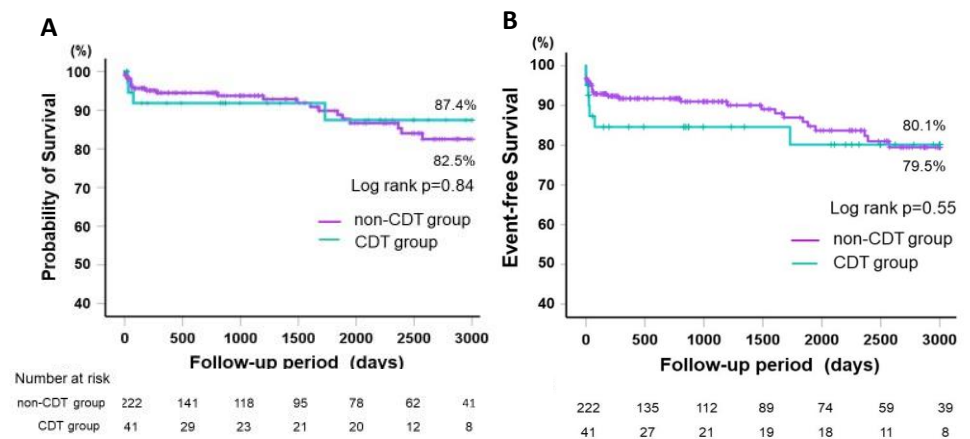 A
(%)
Probability of Survival
100
90
80
70
60
50
40
87.4%
82.5%
Log rank p=0.84
non-CDT group
CDT group
0 500 1000 1500 2000 2500 3000
Follow-up period (days)
Number at risk
non-CDT group 222 141 118 95 78 62 41
CDT group 41 29 23 21 20 12 8
B
(%)
Event-free Survival
100
90
80
70
60
50
40
80.1%
79.5%
Log rank p=0.55
non-CDT group
CDT group
0 500 1000 1500 2000 2500 3000
Follow-up period (days)
222 135 112 89 74 59 39
41 27 21 19 18 11 8